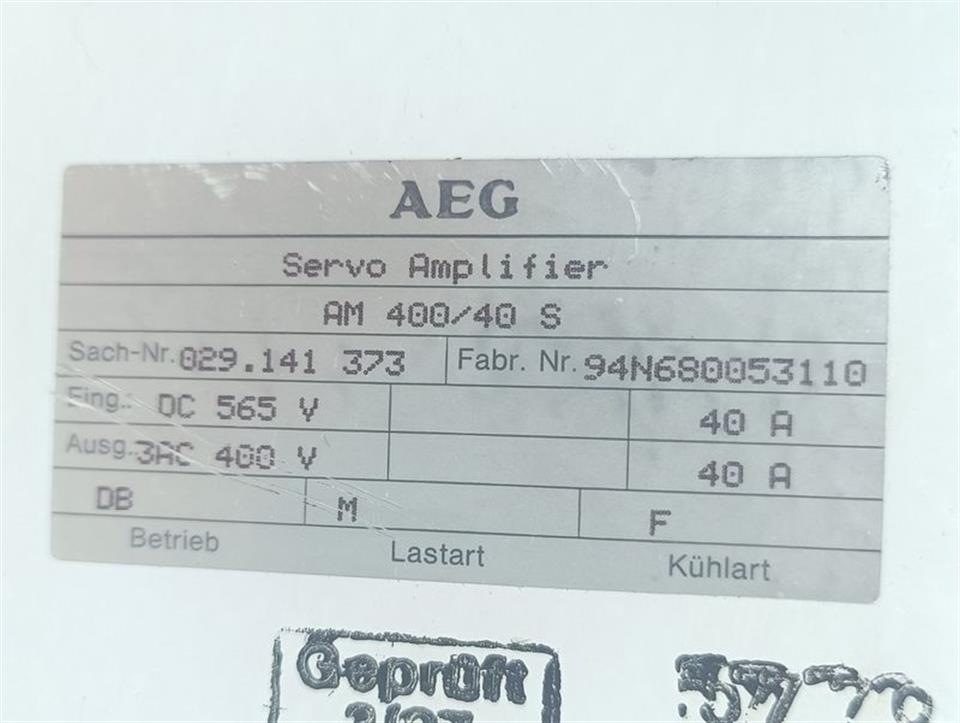 AEG
Servo Amplifier
AM 400/40 S
Sach-Nr. 029.141 373 Fabr. Nr. 94N680053110
Eing.: DC 565 V 40 A
Ausg.: 3AC 400 V 40 A
DB M F
Betrieb Lastart Kühlart
Geprüft